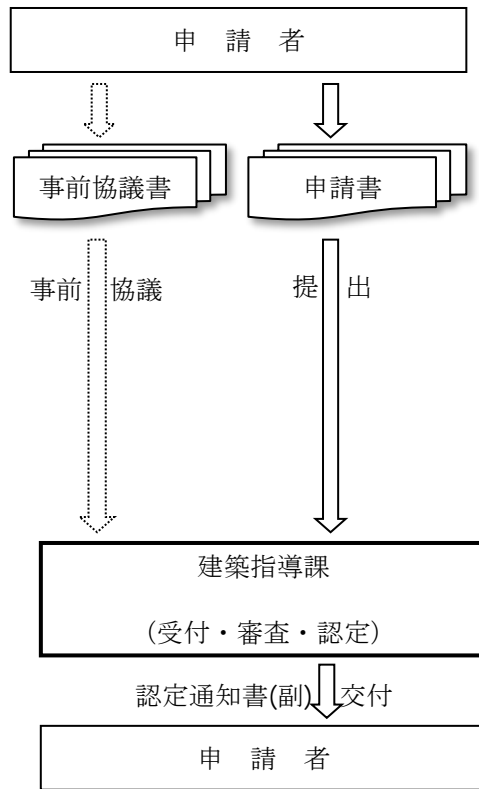 申　請　者
事前協議書
申請書
事前 協議
提 出
建築指導課
（受付・審査・認定）
認定通知書(副) 交付
申　請　者